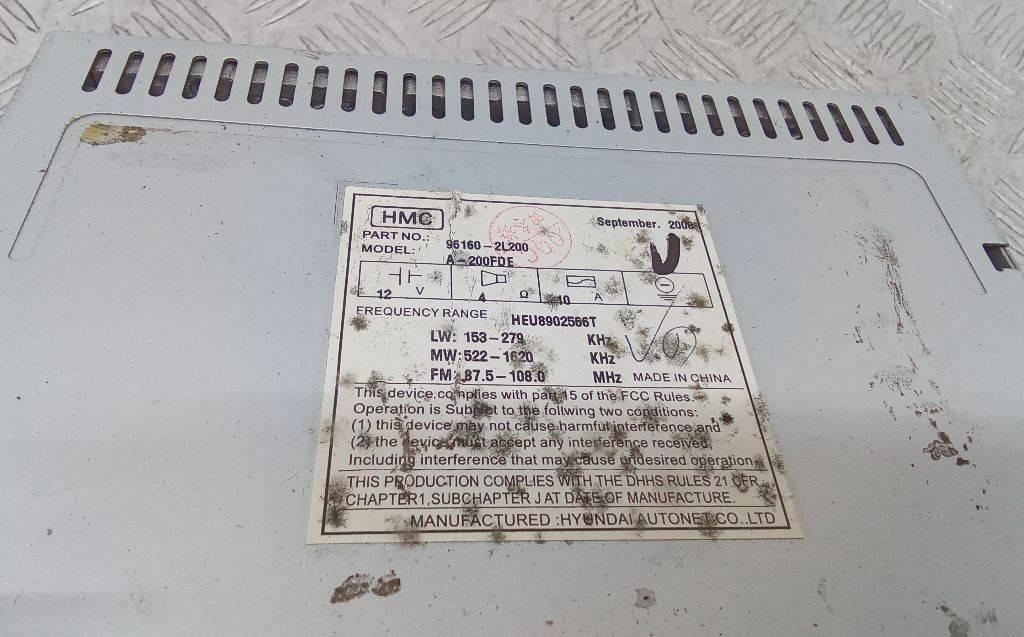 HMC
September. 2008
PART NO.: 96160-2L200
MODEL: A-200FDE
12 V 4 Ω 10 A
FREQUENCY RANGE HEU8902566T
LW: 153-279 KHz
MW: 522-1620 KHz
FM: 87.5-108.0 MHz MADE IN CHINA
This device complies with part 15 of the FCC Rules
Operation is Subject to the follwing two conditions:
(1) this device may not cause harmful interference,and
(2) the device must accept any interference received.
Including interference that may cause undesired operation
THIS PRODUCTION COMPLIES WITH THE DHHS RULES 21 CFR
CHAPTER1,SUBCHAPTER J AT DATE OF MANUFACTURE.
MANUFACTURED :HYUNDAI AUTONET CO.,LTD